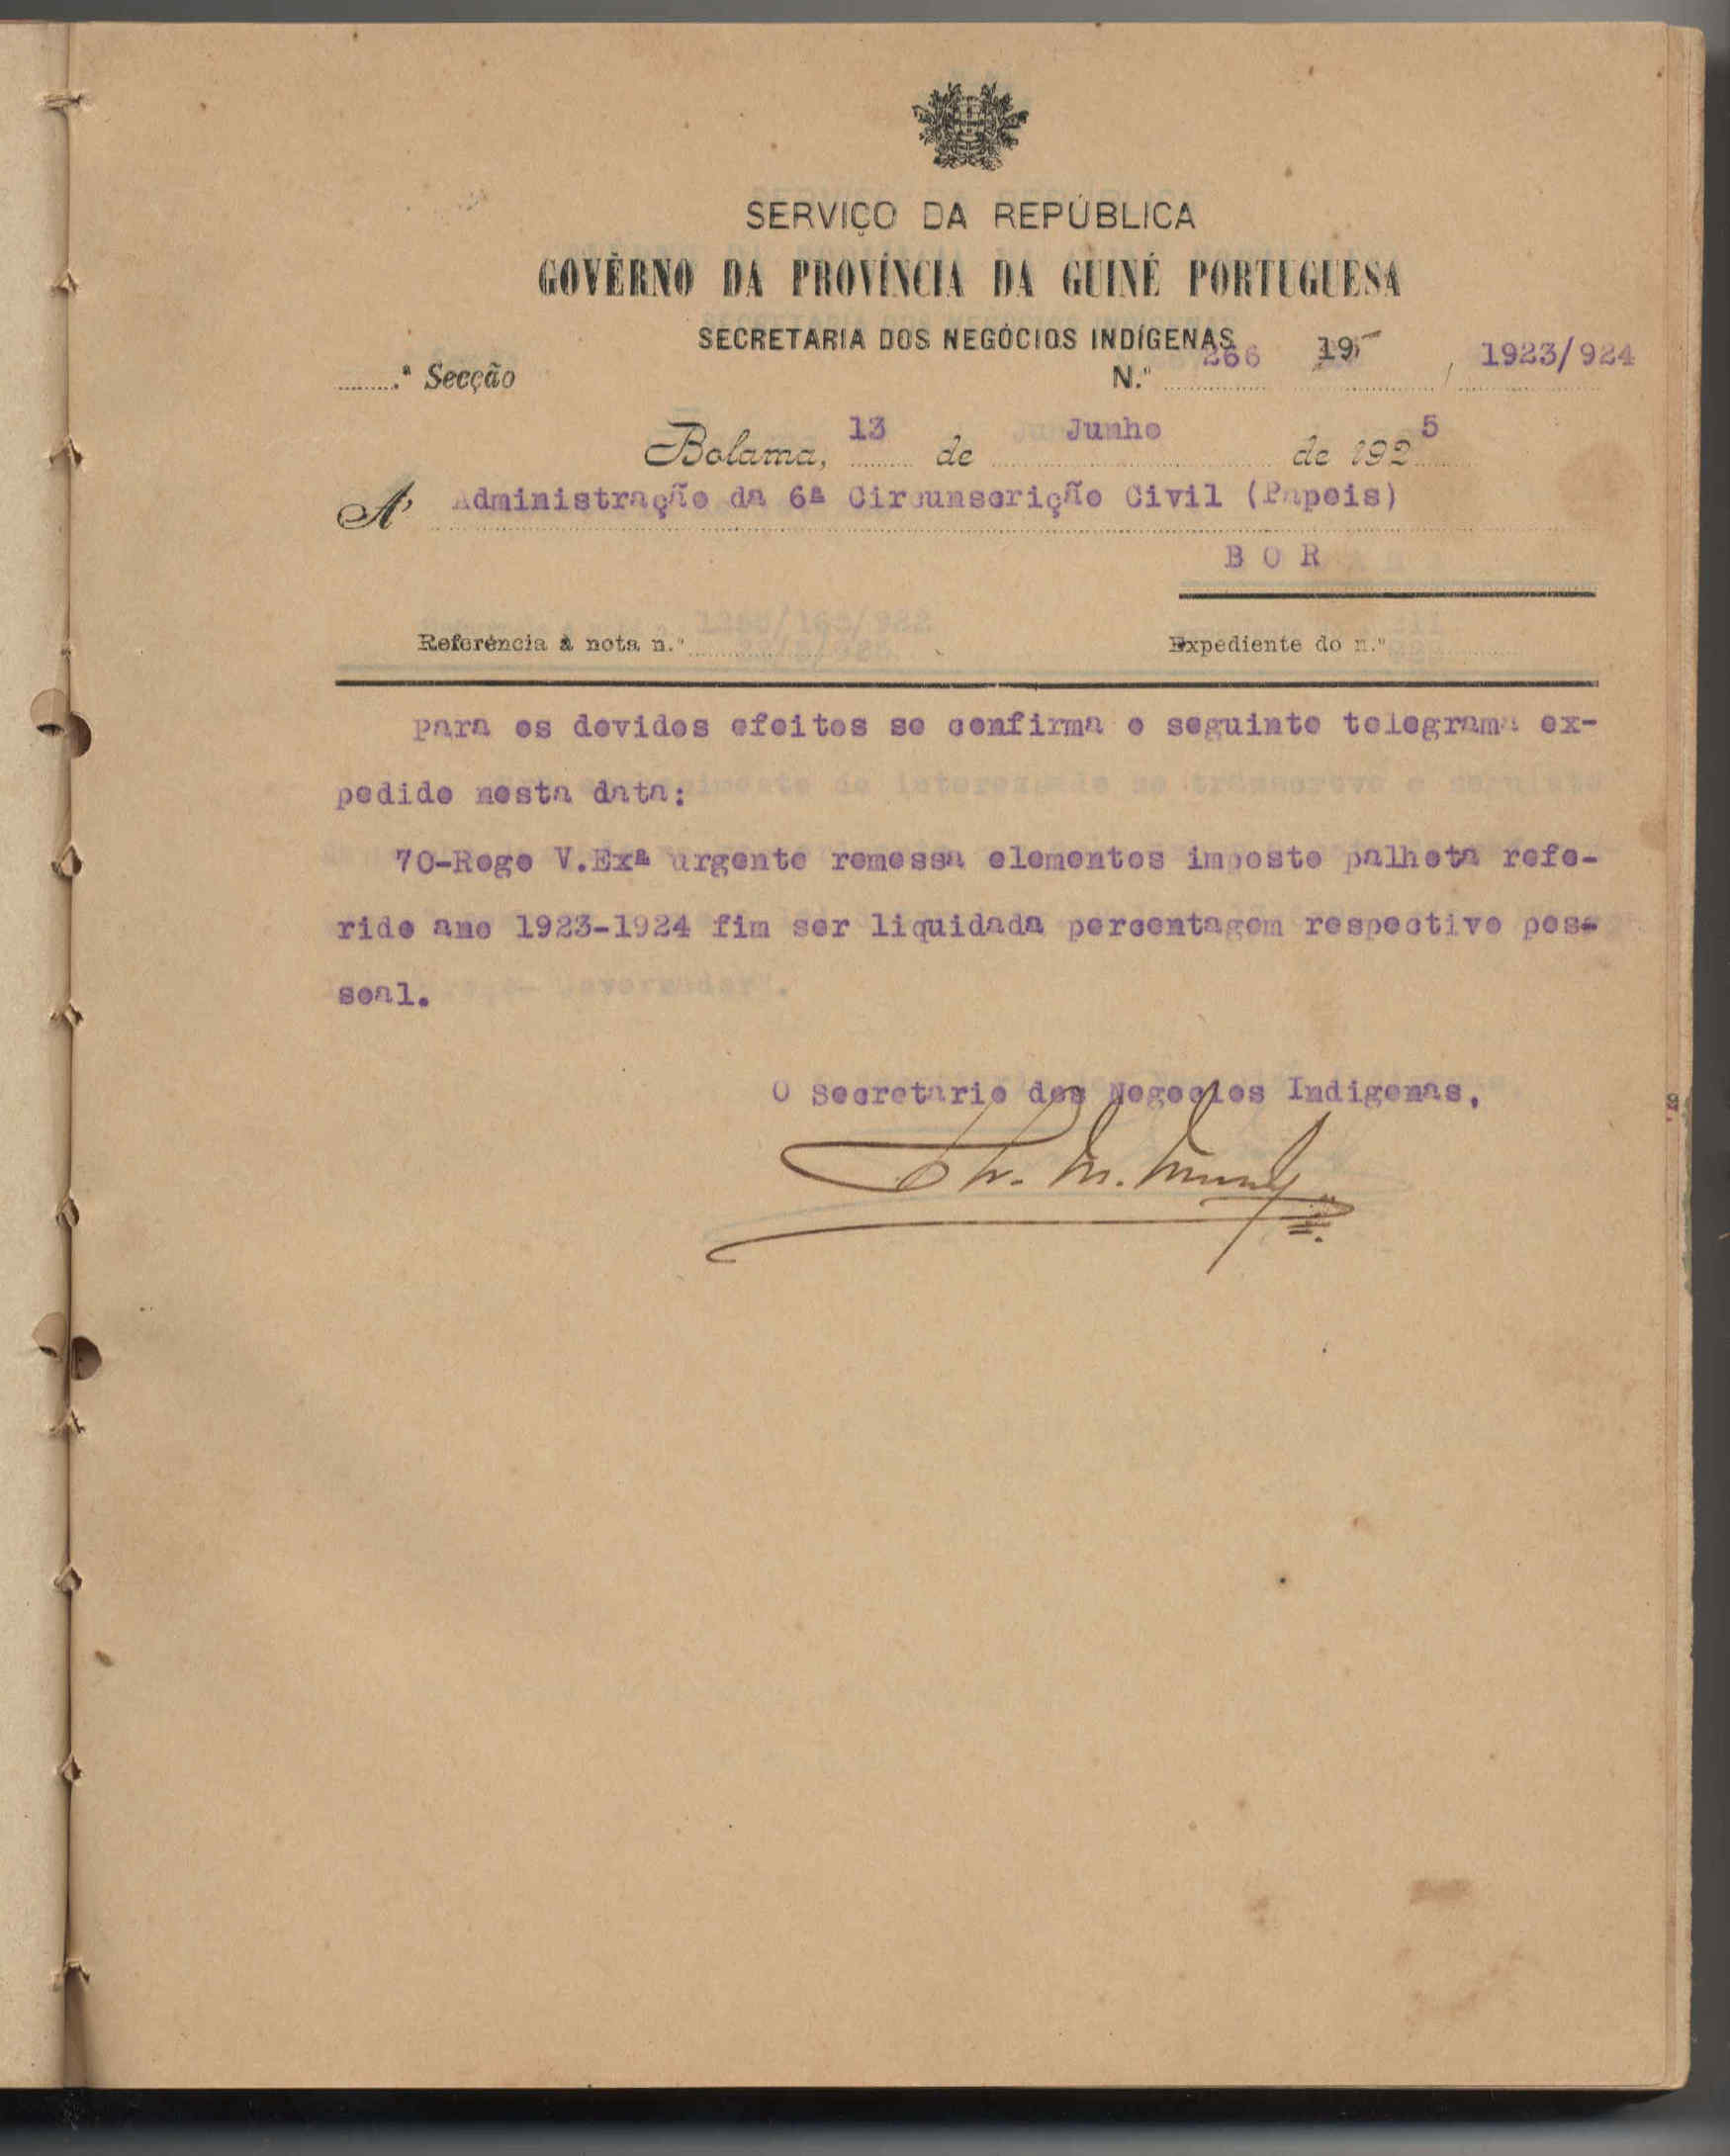 SERVIÇO DA REPÚBLICA
GOVÊRNO DA PROVÍNCIA DA GUINÉ PORTUGUESA
SECRETARIA DOS NEGÓCIOS INDÍGENAS
.ª Secção N.º 266 19 / 1923/924
Bolama, 13 de Junho de 1925
A' Administração da 6ª Circunscrição Civil (Papeis)
B O R
Referência à nota n.º Expediente do n.º
Para os devidos efeitos se confirma o seguinte telegrama ex-
pedido nesta data:
70-Rogo V.Exª urgente remessa elementos imposto palhota refe-
rido ano 1923-1924 fim ser liquidada percentagem respectivo pes-
soal.
O Secretario dos Negocios Indigenas,